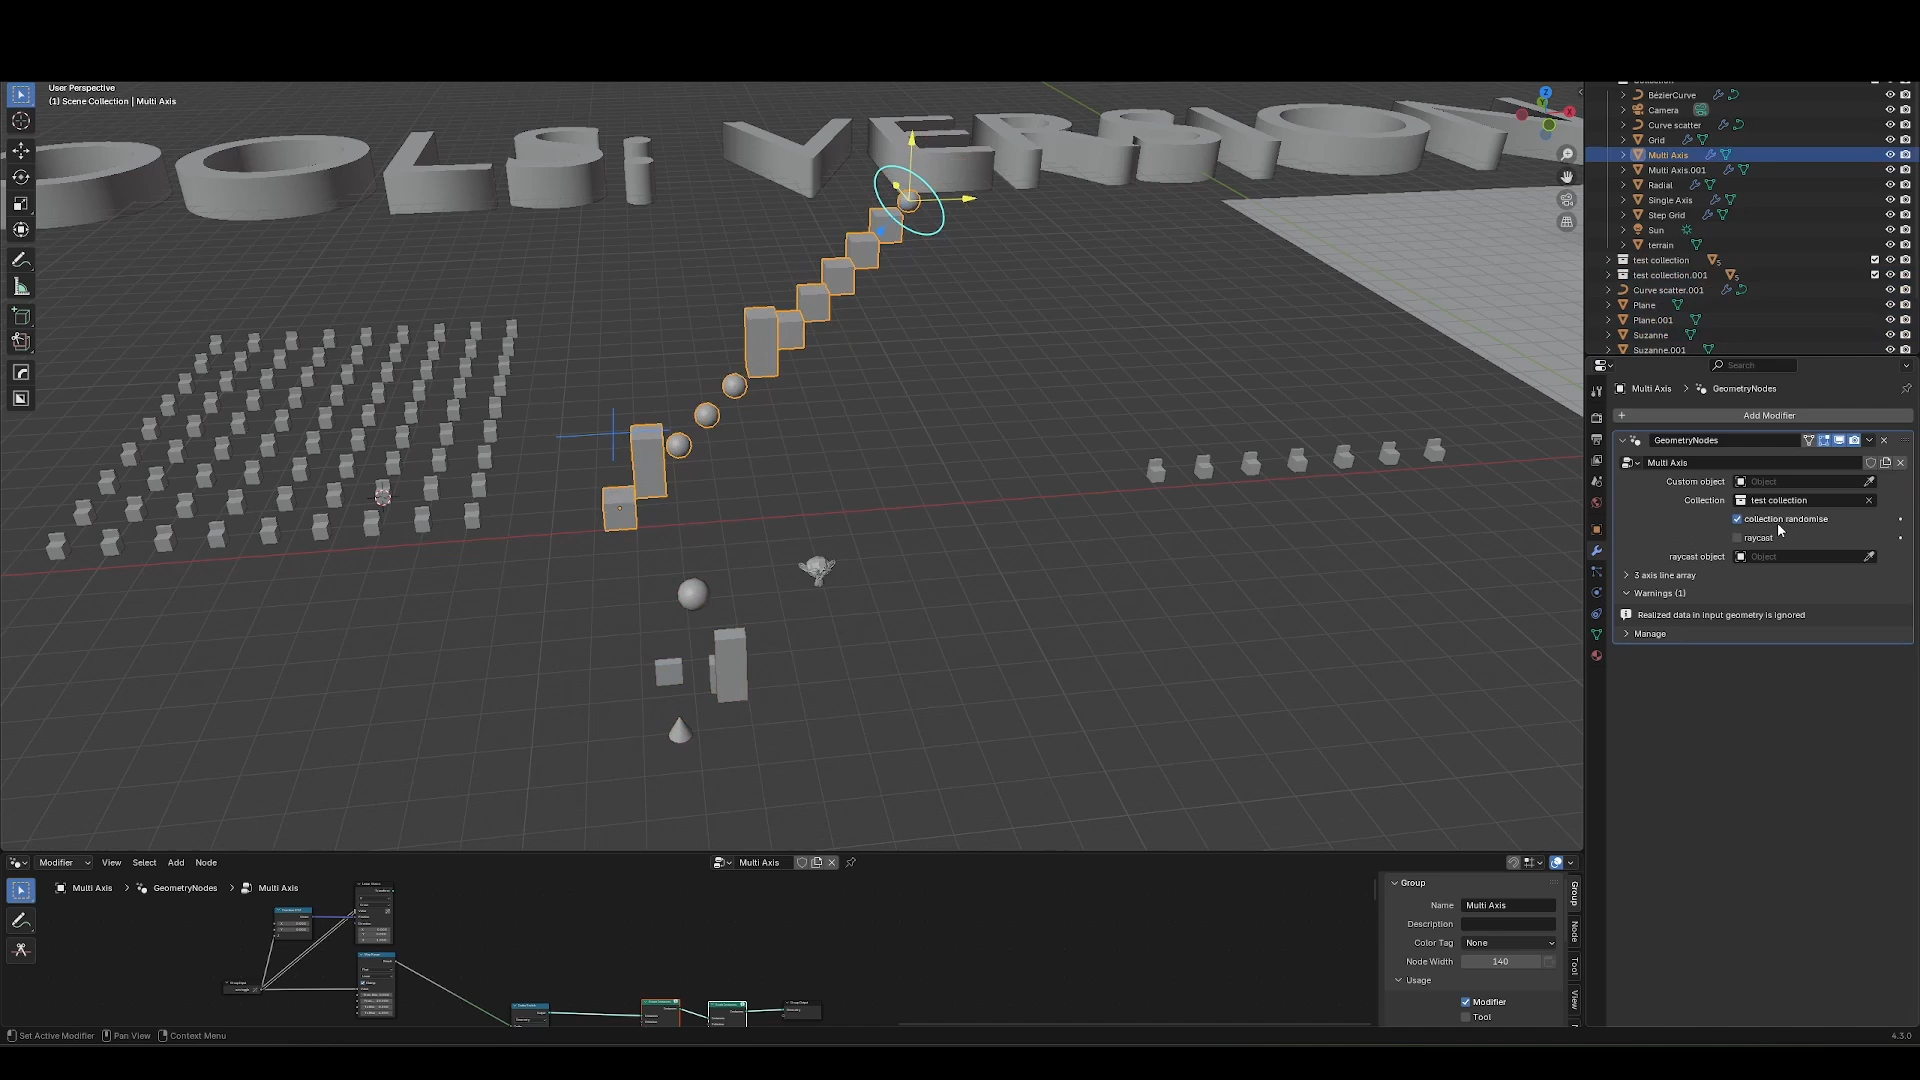 User Perspective
(1) Scene Collection | Multi Axis
OOLS! VERSION
Z
X
BézierCurve
Camera
Curve scatter
Grid
Multi Axis
Multi Axis.001
Radial
Single Axis
Step Grid
Sun
terrain
test collection
5
test collection.001
5
Curve scatter.001
Plane
Plane.001
Suzanne
Suzanne.001
Search
Multi Axis > GeometryNodes
+ Add Modifier
GeometryNodes
Multi Axis
Custom object Object
Collection test collection
collection randomise
raycast
raycast object Object
3 axis line array
Warnings (1)
Realized data in input geometry is ignored
Manage
Modifier View Select Add Node
Multi Axis
Multi Axis > GeometryNodes > Multi Axis
Group
Name Multi Axis
Description
Color Tag None
Node Width 140
Usage
Modifier
Tool
Group
Node
Tool
View
Set Active Modifier Pan View Context Menu
4.3.0